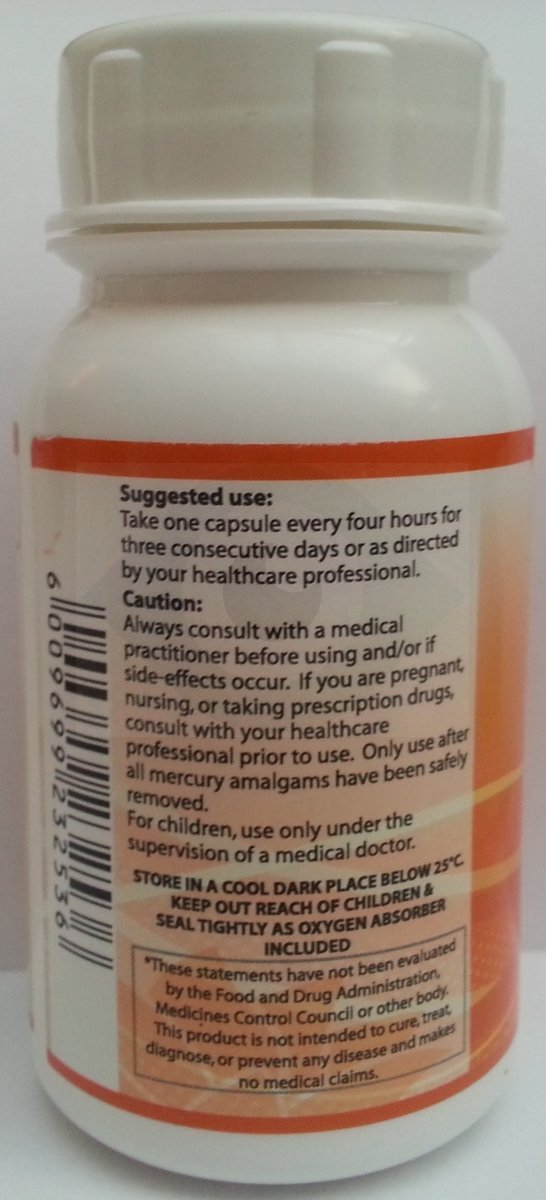 Suggested use:
Take one capsule every four hours for
three consecutive days or as directed
by your healthcare professional.
Caution:
Always consult with a medical
practitioner before using and/or if
side-effects occur. If you are pregnant,
nursing, or taking prescription drugs,
consult with your healthcare
professional prior to use. Only use after
all mercury amalgams have been safely
removed.
For children, use only under the
supervision of a medical doctor.
STORE IN A COOL DARK PLACE BELOW 25°C.
KEEP OUT REACH OF CHILDREN &
SEAL TIGHTLY AS OXYGEN ABSORBER
INCLUDED
*These statements have not been evaluated
by the Food and Drug Administration,
Medicines Control Council or other body.
This product is not intended to cure, treat,
diagnose, or prevent any disease and makes
no medical claims.
6 009699 232536